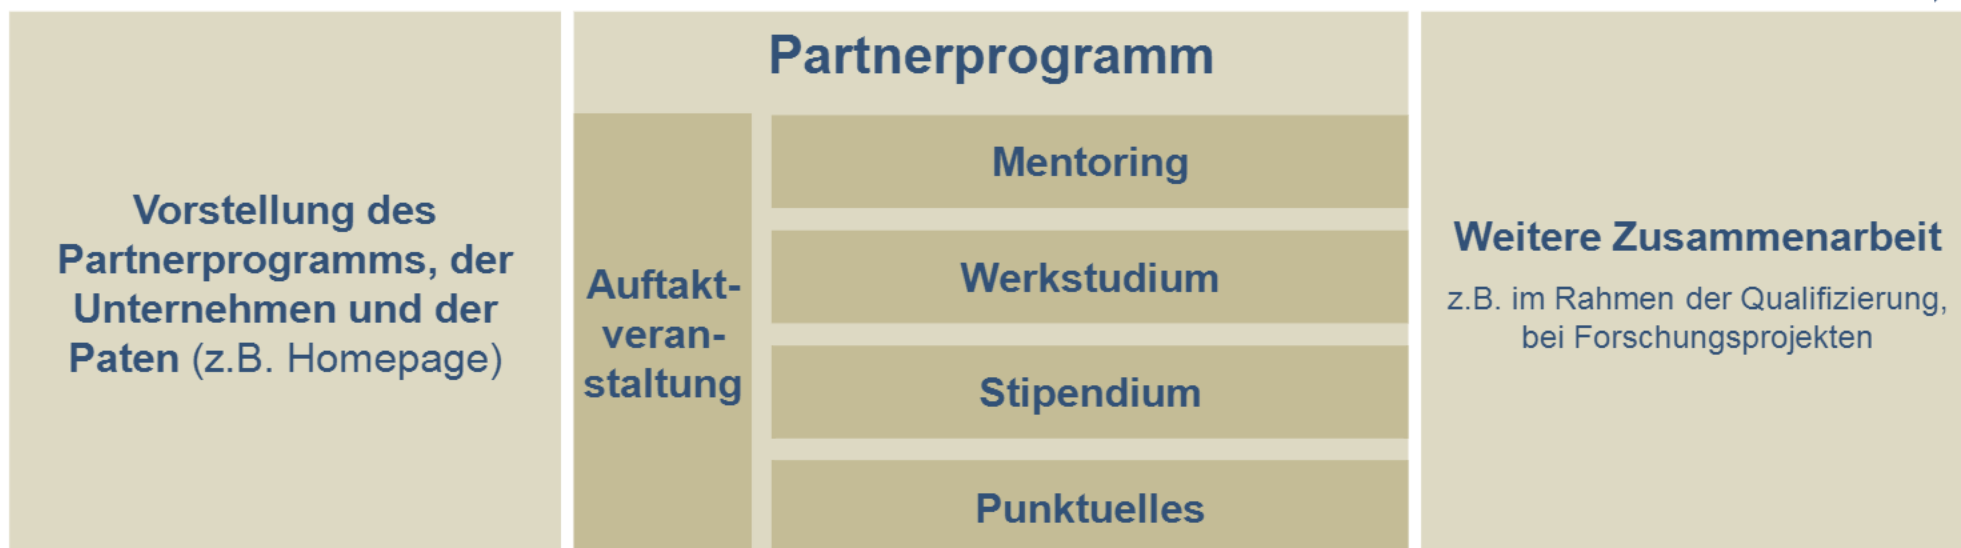 Vorstellung des
Partnerprogramms, der
Unternehmen und der
Paten (z.B. Homepage)
Partnerprogramm
Auftakt-
veran-
staltung
Mentoring
Werkstudium
Stipendium
Punktuelles
Weitere Zusammenarbeit
z.B. im Rahmen der Qualifizierung,
bei Forschungsprojekten